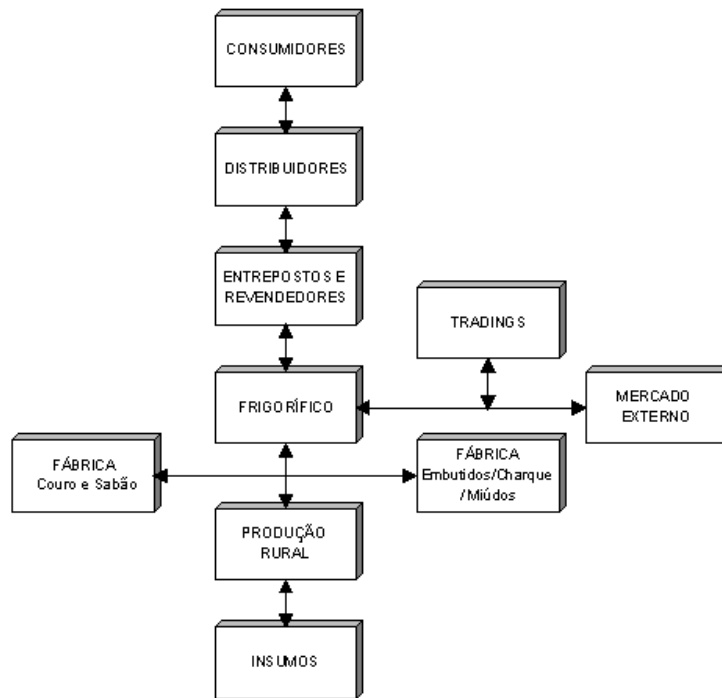 CONSUMIDORES
DISTRIBUIDORES
ENTREPOSTOS E
REVENDEDORES
TRADINGS
FRIGORÍFICO
MERCADO
EXTERNO
FÁBRICA
Couro e Sabão
FÁBRICA
Embutidos/Charque
/Miúdos
PRODUÇÃO
RURAL
INSUMOS